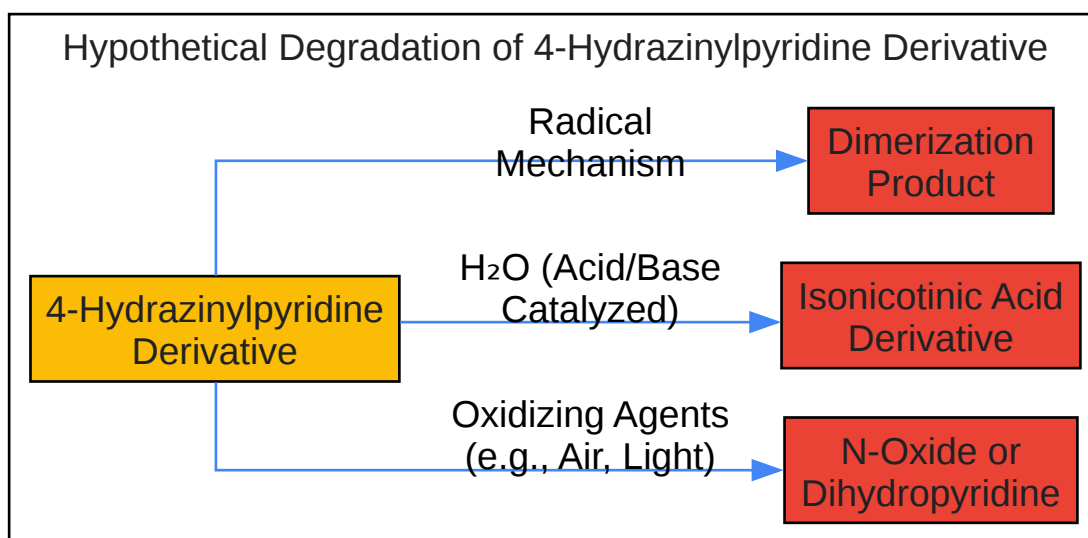 Hypothetical Degradation of 4-Hydrazinylpyridine Derivative
Radical
Mechanism
Dimerization
Product
4-Hydrazinylpyridine
Derivative
H₂O (Acid/Base
Catalyzed)
Isonicotinic Acid
Derivative
Oxidizing Agents
(e.g., Air, Light)
N-Oxide or
Dihydropyridine